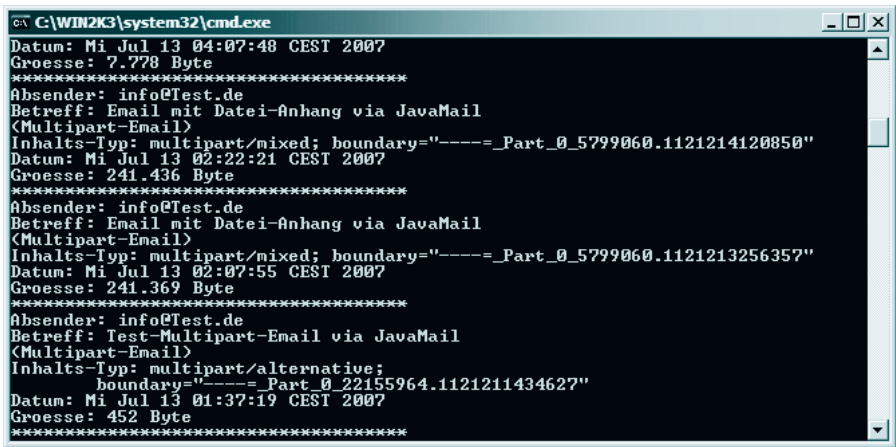 C:\WIN2K3\system32\cmd.exe
Datum: Mi Jul 13 04:07:48 CEST 2007
Groesse: 7.778 Byte
*************************************
Absender: info@Test.de
Betreff: Email mit Datei-Anhang via JavaMail
(Multipart-Email)
Inhalts-Typ: multipart/mixed; boundary="----=_Part_0_5799060.1121214120850"
Datum: Mi Jul 13 02:22:21 CEST 2007
Groesse: 241.436 Byte
*************************************
Absender: info@Test.de
Betreff: Email mit Datei-Anhang via JavaMail
(Multipart-Email)
Inhalts-Typ: multipart/mixed; boundary="----=_Part_0_5799060.1121213256357"
Datum: Mi Jul 13 02:07:55 CEST 2007
Groesse: 241.369 Byte
*************************************
Absender: info@Test.de
Betreff: Test-Multipart-Email via JavaMail
(Multipart-Email)
Inhalts-Typ: multipart/alternative;
        boundary="----=_Part_0_22155964.1121211434627"
Datum: Mi Jul 13 01:37:19 CEST 2007
Groesse: 452 Byte
*************************************